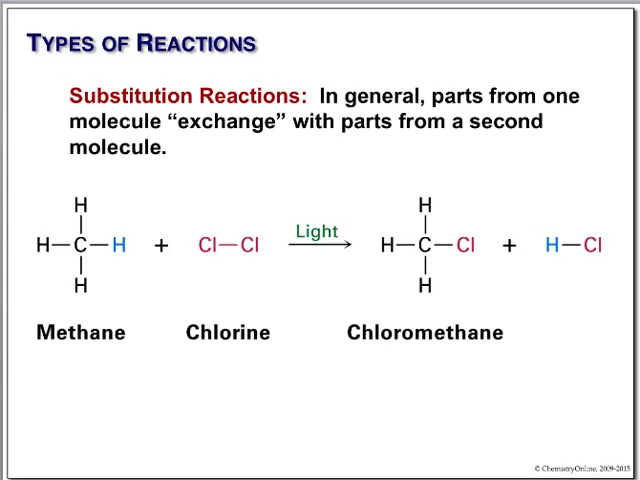 TYPES OF REACTIONS
Substitution Reactions: In general, parts from one
molecule “exchange” with parts from a second
molecule.
H H
Light
H—C—H + Cl—Cl → H—C—Cl + H—Cl
H H
Methane Chlorine Chloromethane
© ChemistryOnline, 2009-2015